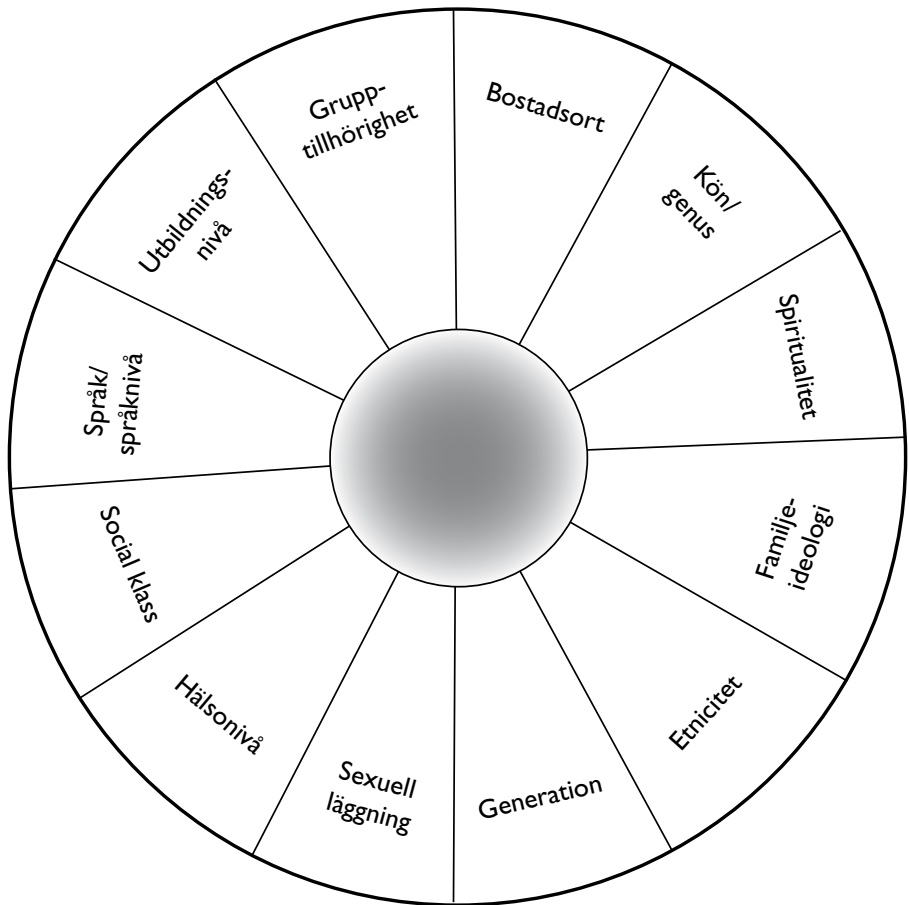 Grupp-
tillhörighet
Bostadsort
Kön/
genus
Spiritualitet
Familje-
ideologi
Etnicitet
Generation
Sexuell
läggning
Hälsonivå
Social klass
Språk/
språknivå
Utbildnings-
nivå